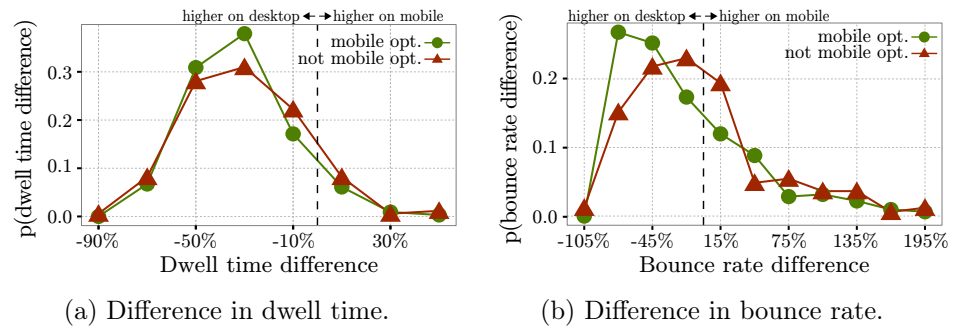 higher on desktop ◂-▸ higher on mobile
mobile opt.
not mobile opt.
p(dwell time difference)
0.3
0.2
0.1
0.0
-90% -50% -10% 30%
Dwell time difference
(a) Difference in dwell time.
higher on desktop ◂-▸ higher on mobile
mobile opt.
not mobile opt.
p(bounce rate difference)
0.2
0.1
0.0
-105% -45% 15% 75% 135% 195%
Bounce rate difference
(b) Difference in bounce rate.